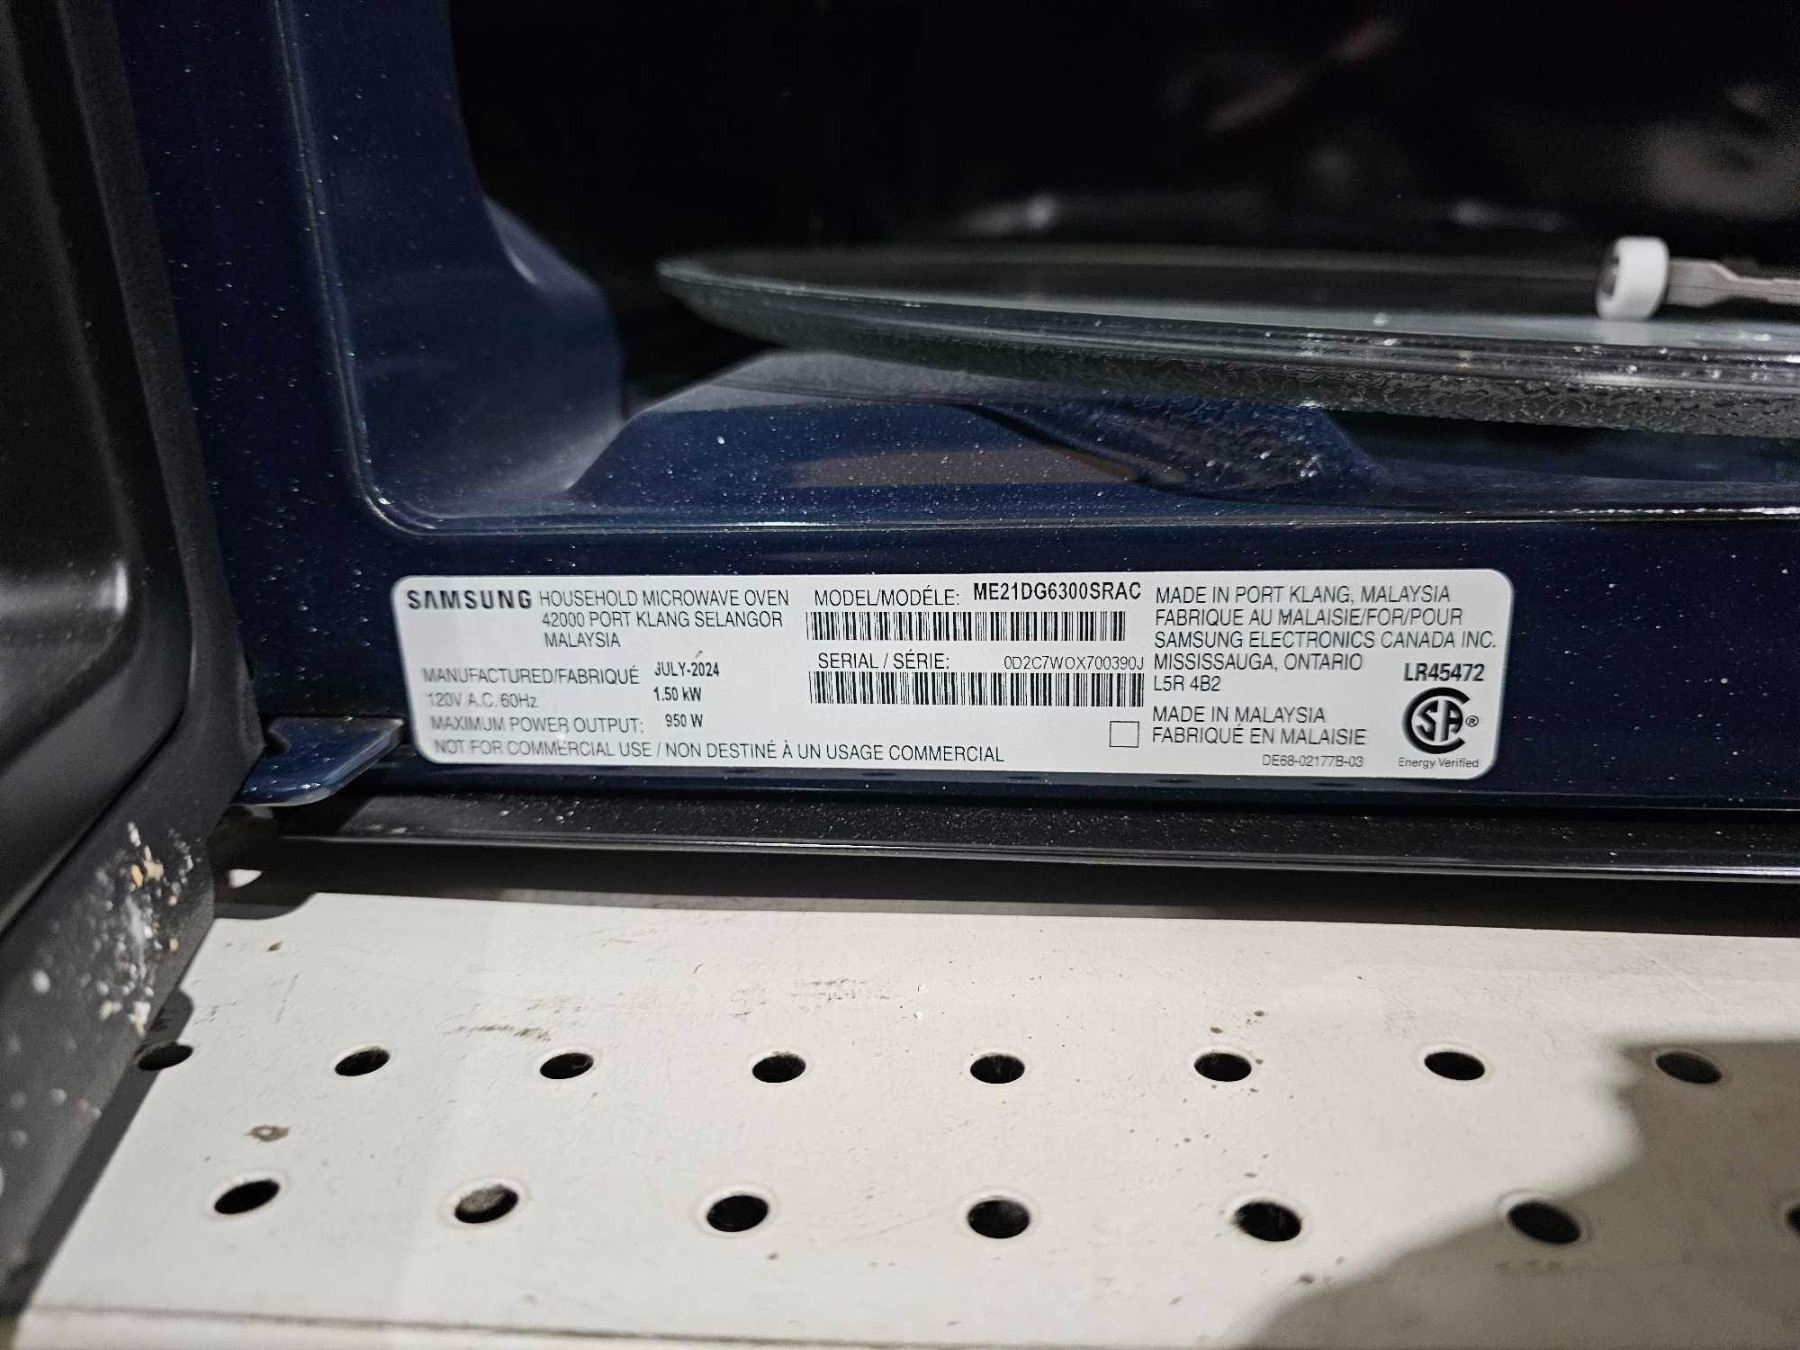 SAMSUNG HOUSEHOLD MICROWAVE OVEN
42000 PORT KLANG SELANGOR
MALAYSIA
MANUFACTURED/FABRIQUÉ JULY-2024
120V A.C. 60Hz 1.50 kW
MAXIMUM POWER OUTPUT: 950 W
NOT FOR COMMERCIAL USE / NON DESTINÉ À UN USAGE COMMERCIAL
MODEL/MODÉLE: ME21DG6300SRAC
SERIAL / SÉRIE: 0D2C7WOX700390J
MADE IN PORT KLANG, MALAYSIA
FABRIQUE AU MALAISIE/FOR/POUR
SAMSUNG ELECTRONICS CANADA INC.
MISSISSAUGA, ONTARIO
L5R 4B2
MADE IN MALAYSIA
FABRIQUÉ EN MALAISIE
DE68-02177B-03
LR45472
SA®
Energy Verified